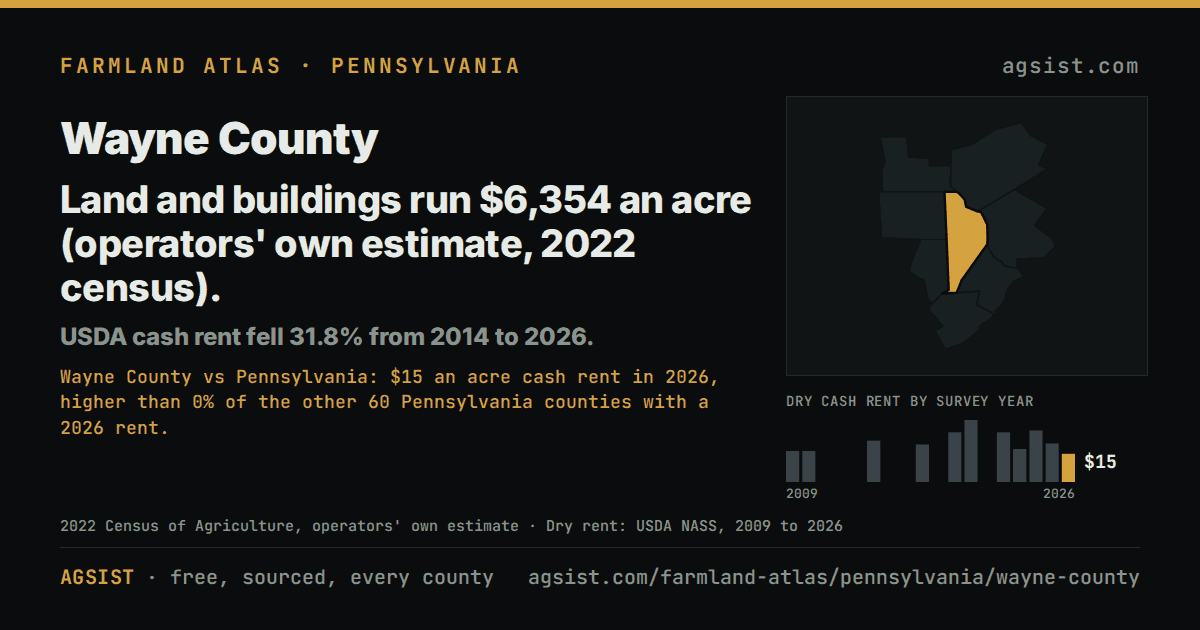 FARMLAND ATLAS · PENNSYLVANIA
agsist.com
Wayne County
Land and buildings run $6,354 an acre
(operators' own estimate, 2022
census).
USDA cash rent fell 31.8% from 2014 to 2026.
Wayne County vs Pennsylvania: $15 an acre cash rent in 2026,
higher than 0% of the other 60 Pennsylvania counties with a
2026 rent.
DRY CASH RENT BY SURVEY YEAR
$15
2009
2026
2022 Census of Agriculture, operators' own estimate · Dry rent: USDA NASS, 2009 to 2026
AGSIST · free, sourced, every county
agsist.com/farmland-atlas/pennsylvania/wayne-county